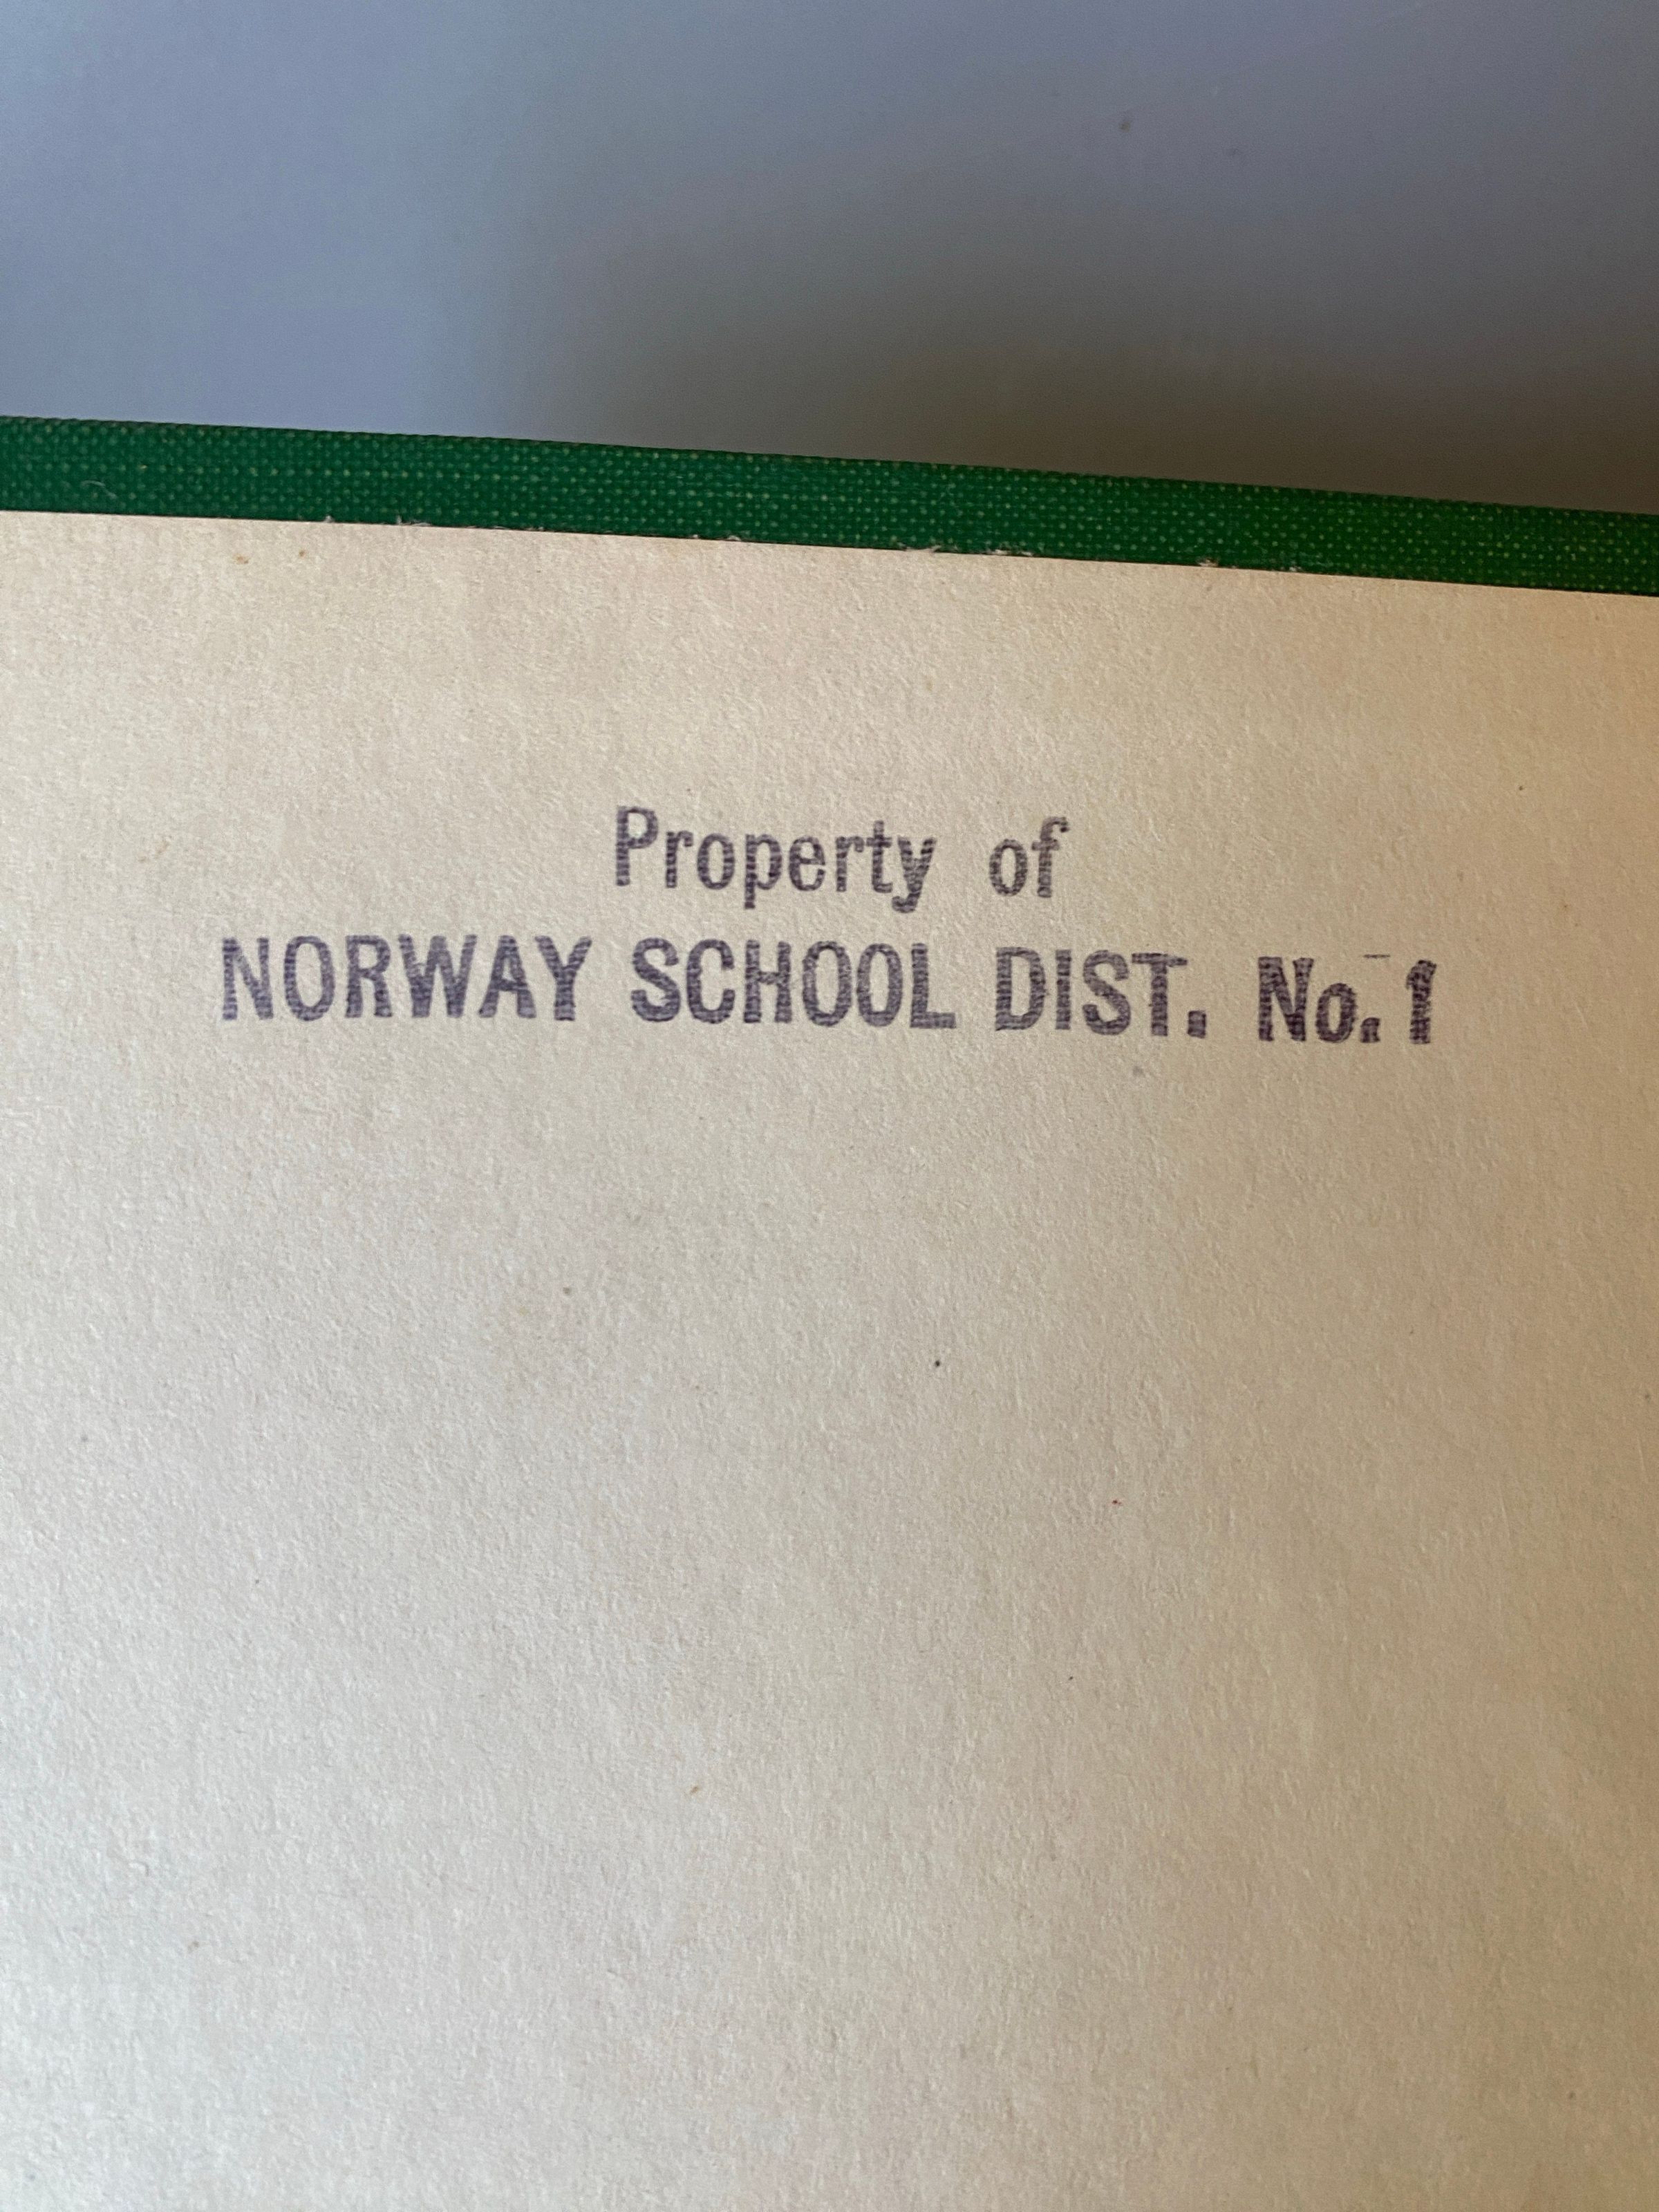 Property of
NORWAY SCHOOL DIST. No. 1